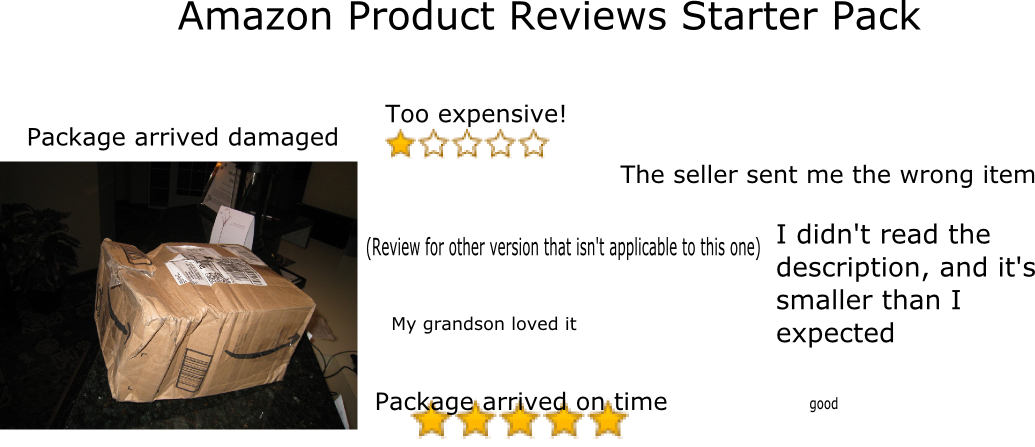 Amazon Product Reviews Starter Pack
Too expensive!
Package arrived damaged
The seller sent me the wrong item
(Review for other version that isn't applicable to this one)
I didn't read the
description, and it's
smaller than I
expected
My grandson loved it
Package arrived on time
good